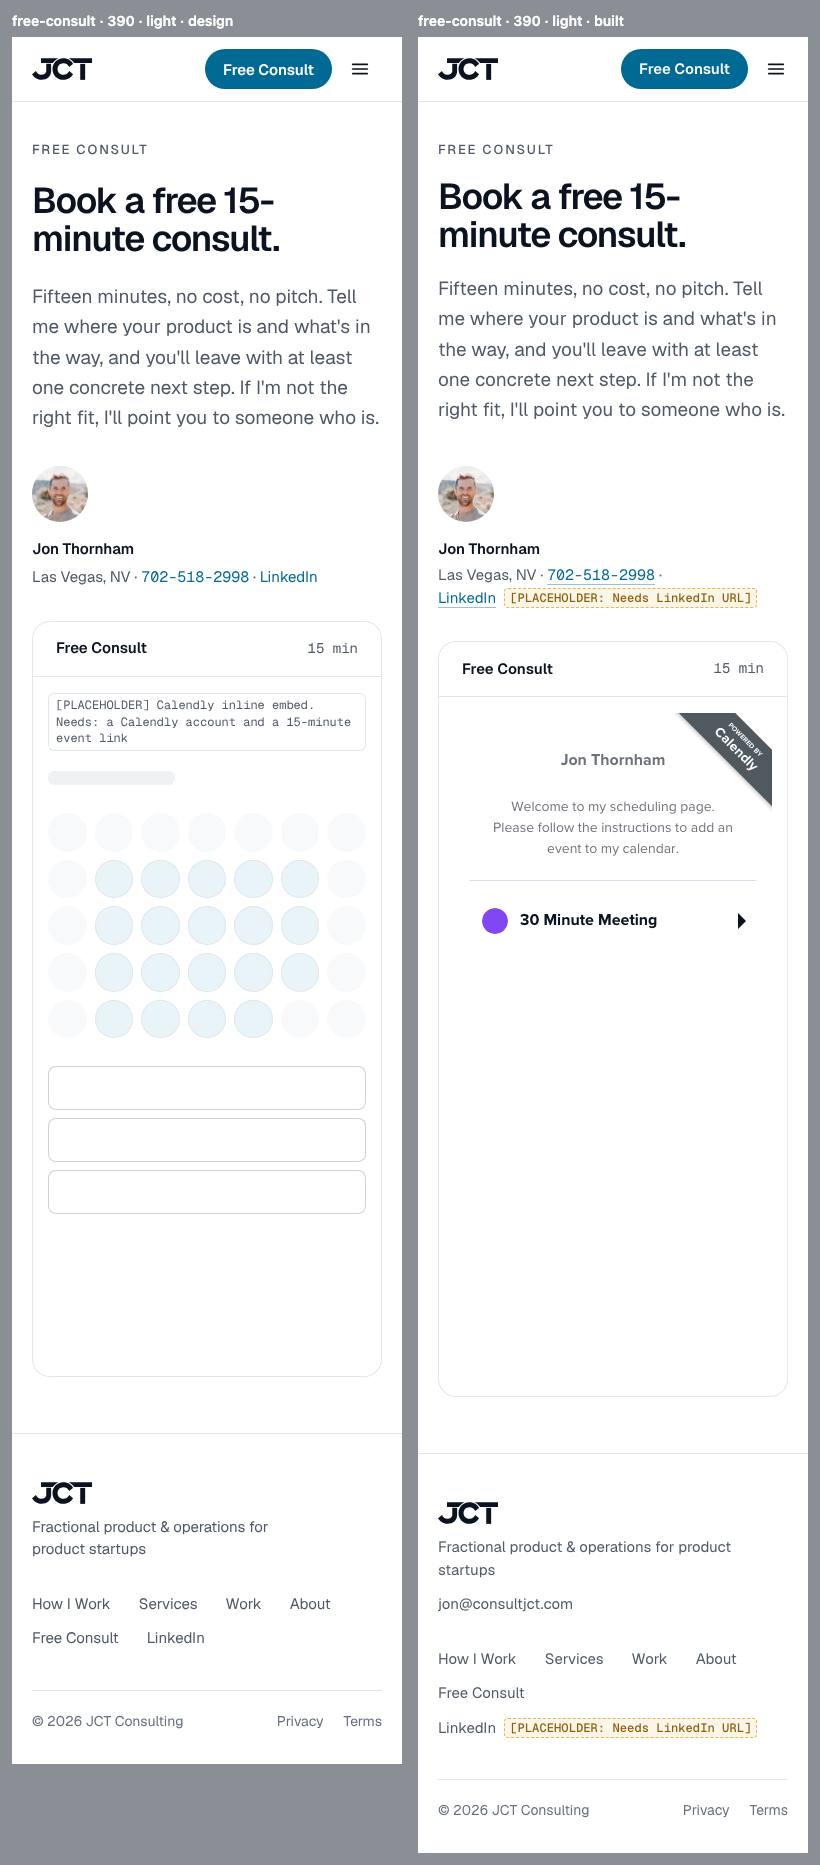 free-consult · 390 · light · design
JCT
Free Consult
FREE CONSULT
Book a free 15-
minute consult.
Fifteen minutes, no cost, no pitch. Tell
me where your product is and what's in
the way, and you'll leave with at least
one concrete next step. If I'm not the
right fit, I'll point you to someone who is.
Jon Thornham
Las Vegas, NV · 702-518-2998 · LinkedIn
Free Consult 15 min
[PLACEHOLDER] Calendly inline embed.
Needs: a Calendly account and a 15-minute
event link
JCT
Fractional product & operations for
product startups
How I Work Services Work About
Free Consult LinkedIn
© 2026 JCT Consulting Privacy Terms
free-consult · 390 · light · built
JCT
Free Consult
FREE CONSULT
Book a free 15-
minute consult.
Fifteen minutes, no cost, no pitch. Tell
me where your product is and what's in
the way, and you'll leave with at least
one concrete next step. If I'm not the
right fit, I'll point you to someone who is.
Jon Thornham
Las Vegas, NV · 702-518-2998 ·
LinkedIn [PLACEHOLDER: Needs LinkedIn URL]
Free Consult 15 min
POWERED BY
Calendly
Jon Thornham
Welcome to my scheduling page.
Please follow the instructions to add an
event to my calendar.
30 Minute Meeting
JCT
Fractional product & operations for product
startups
jon@consultjct.com
How I Work Services Work About
Free Consult
LinkedIn [PLACEHOLDER: Needs LinkedIn URL]
© 2026 JCT Consulting Privacy Terms